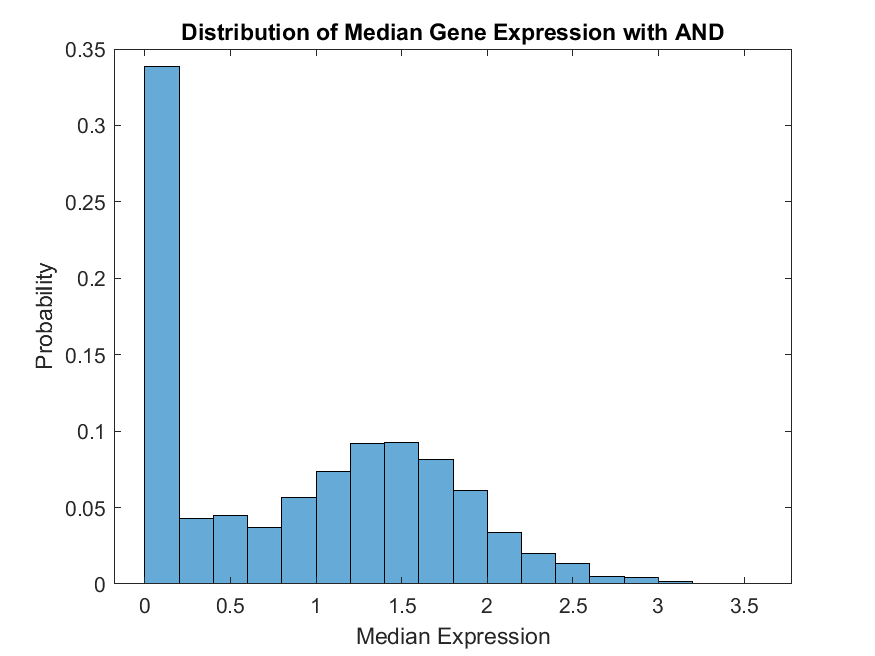 Distribution of Median Gene Expression with AND
0.35
0.3
0.25
0.2
0.15
0.1
0.05
0
Probability
0 0.5 1 1.5 2 2.5 3 3.5
Median Expression